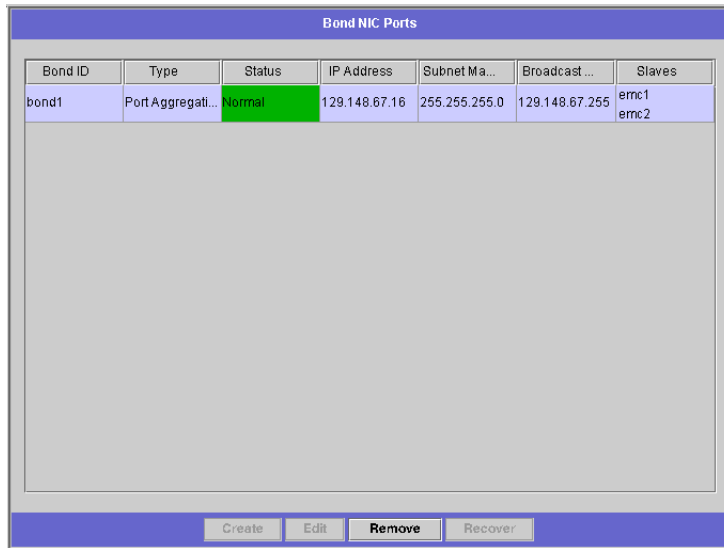 Bond NIC Ports
Bond ID Type Status IP Address Subnet Ma... Broadcast ... Slaves
bond1 Port Aggregati... Normal 129.148.67.16 255.255.255.0 129.148.67.255 emc1
emc2
Create Edit Remove Recover